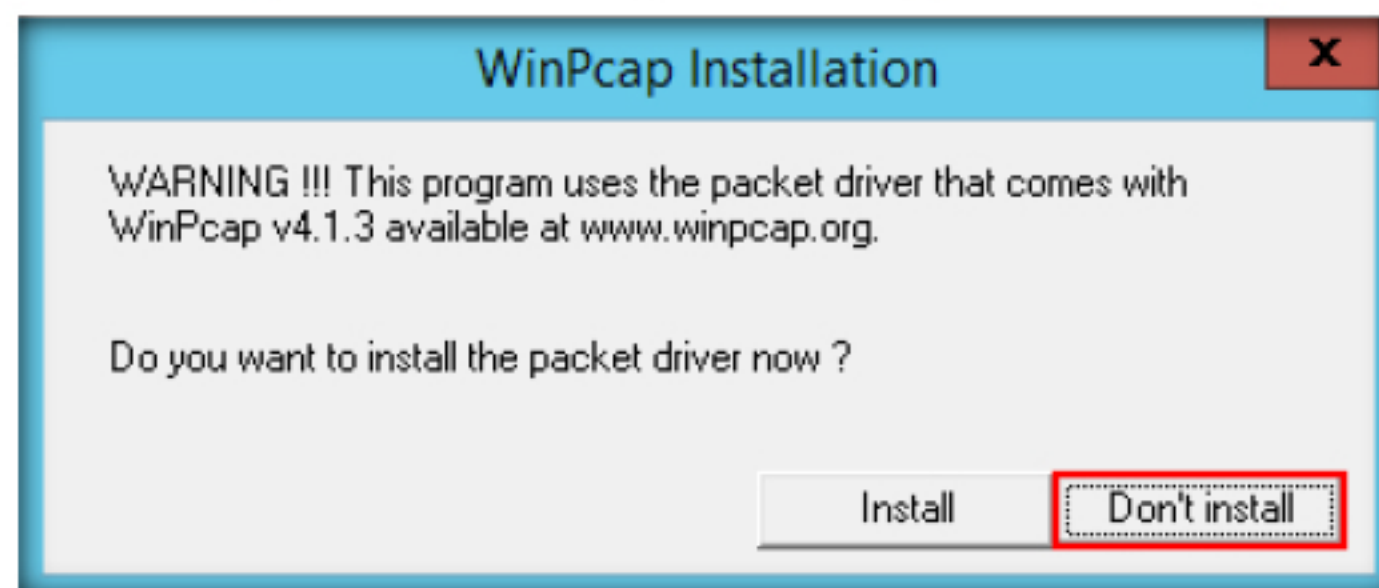 WinPcap Installation
x
WARNING !!! This program uses the packet driver that comes with
WinPcap v4.1.3 available at www.winpcap.org.
Do you want to install the packet driver now ?
Install
Don't install